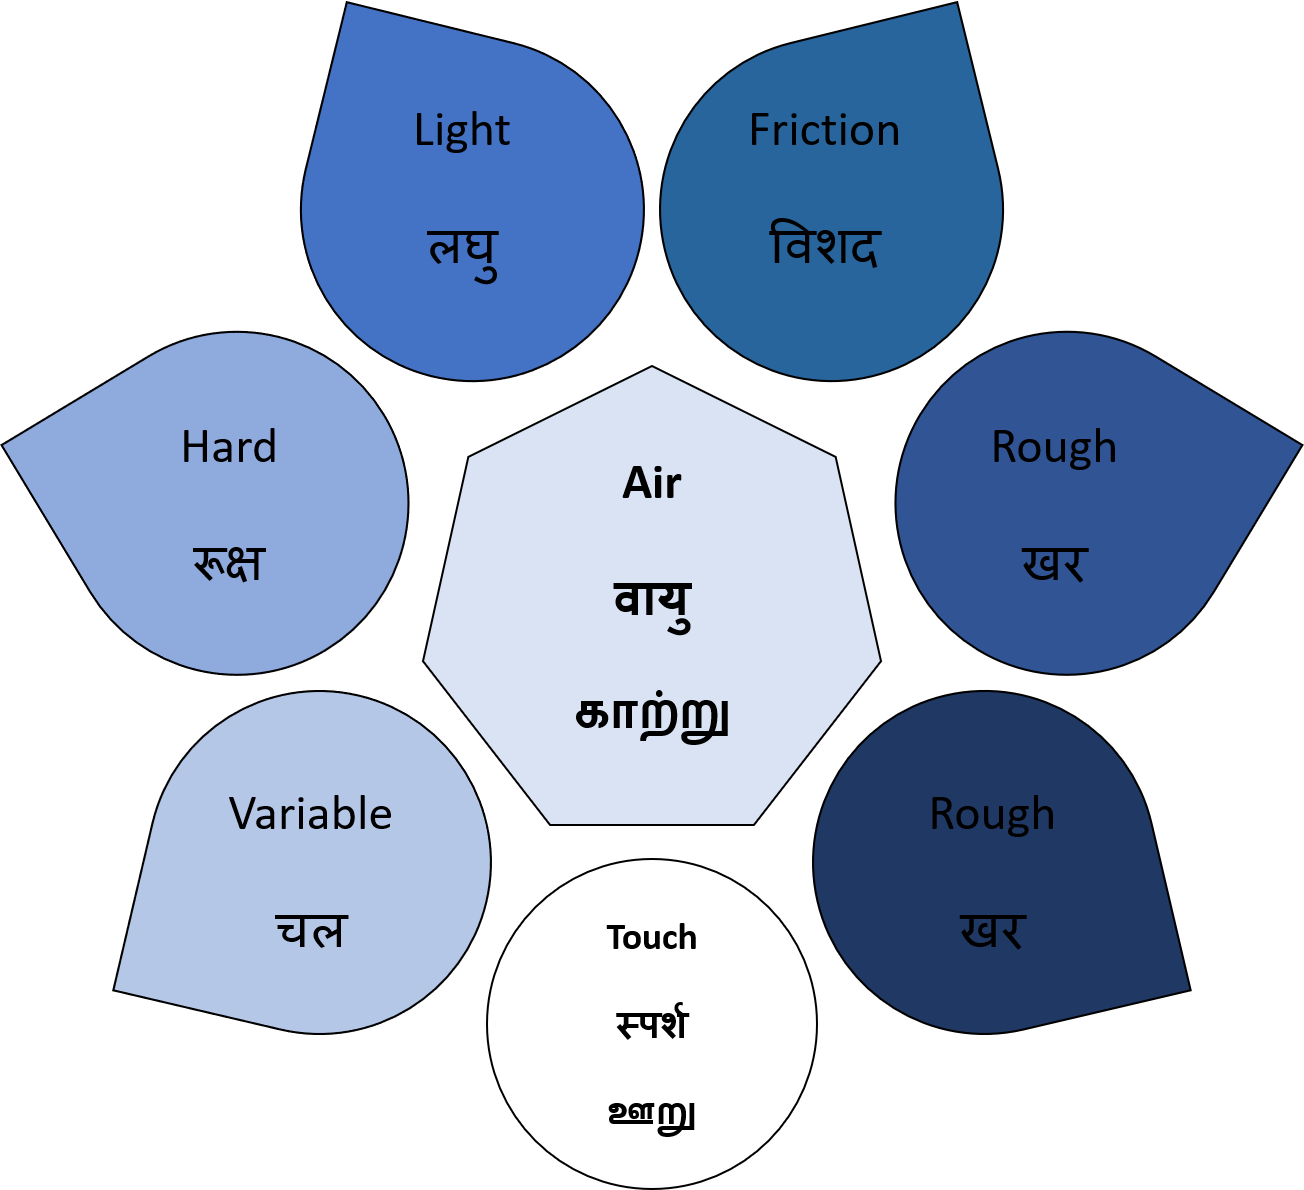 Light
लघु
Friction
विशद
Hard
रूक्ष
Rough
खर
Air
वायु
காற்று
Variable
चल
Rough
खर
Touch
स्पर्श
ஊறு